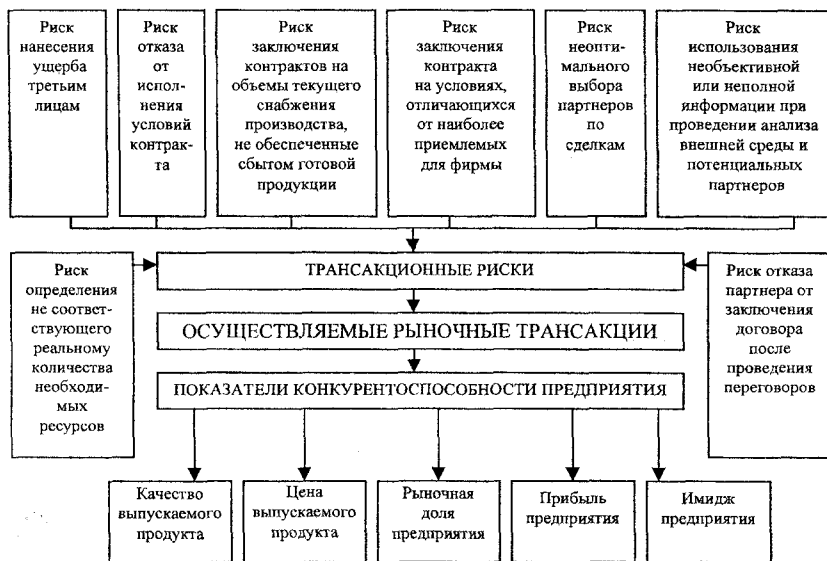 Риск
нанесения
ущерба
третьим
лицам
Риск
отказа
от
испол-
нения
условий
контрак-
та
Риск
заключения
контрактов на
объемы текущего
снабжения
производства,
не обеспеченные
сбытом готовой
продукции
Риск
заключения
контракта
на условиях,
отличающихся
от наиболее
приемлемых
для фирмы
Риск
неопти-
мального
выбора
партнеров
по
сделкам
Риск
использования
необъективной
или неполной
информации при
проведении анализа
внешней среды и
потенциальных
партнеров
Риск
определения
не соответ-
ствующего
реальному
количества
необходи-
мых
ресурсов
ТРАНСАКЦИОННЫЕ РИСКИ
Риск отказа
партнера от
заключения
договора
после
проведения
переговоров
ОСУЩЕСТВЛЯЕМЫЕ РЫНОЧНЫЕ ТРАНСАКЦИИ
ПОКАЗАТЕЛИ КОНКУРЕНТОСПОСОБНОСТИ ПРЕДПРИЯТИЯ
Качество
выпускаемого
продукта
Цена
выпускаемого
продукта
Рыночная
доля
предприятия
Прибыль
предприятия
Имидж
предприятия